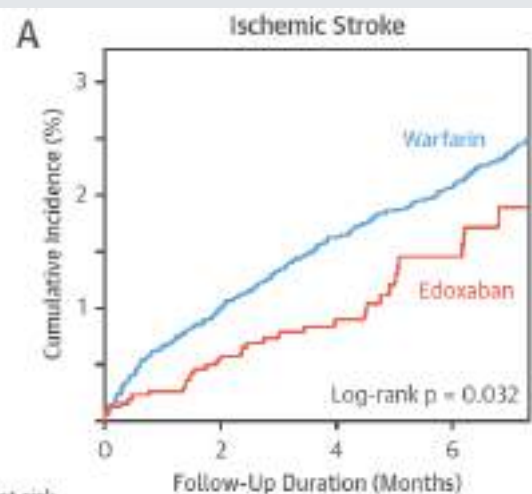 A
Ischemic Stroke
Cumulative Incidence (%)
3
2
1
Warfarin
Edoxaban
Log-rank p = 0.032
0
2
4
6
Follow-Up Duration (Months)